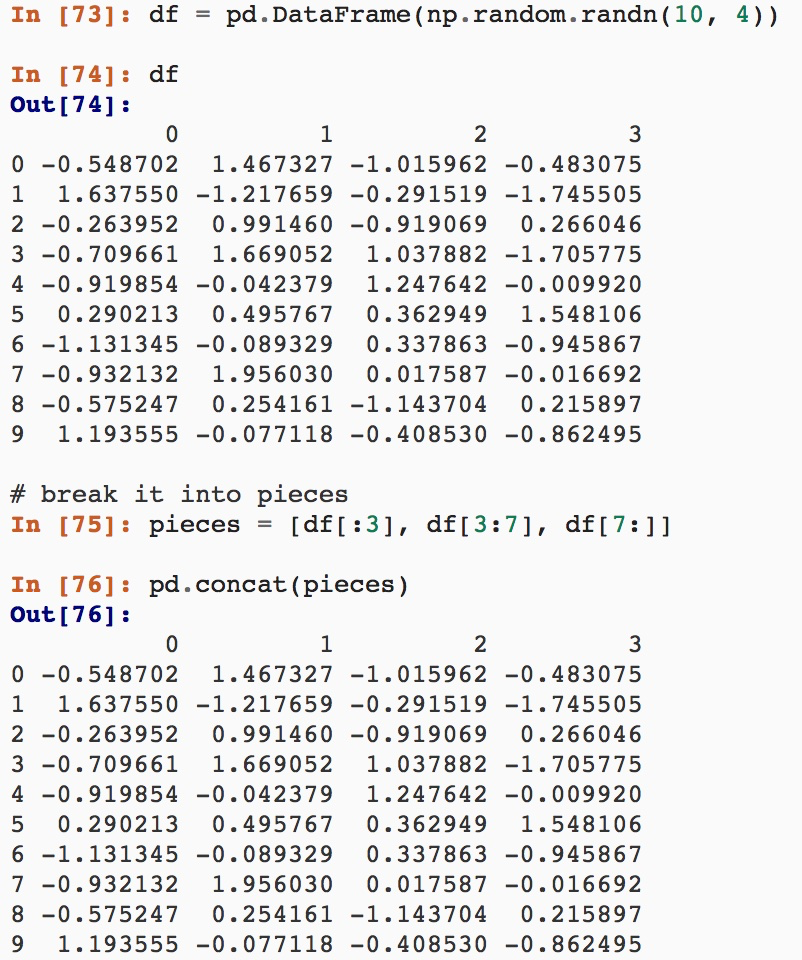 In [73]: df = pd.DataFrame(np.random.randn(10, 4))
In [74]: df
Out[74]:
0 1 2 3
0 -0.548702 1.467327 -1.015962 -0.483075
1 1.637550 -1.217659 -0.291519 -1.745505
2 -0.263952 0.991460 -0.919069 0.266046
3 -0.709661 1.669052 1.037882 -1.705775
4 -0.919854 -0.042379 1.247642 -0.009920
5 0.290213 0.495767 0.362949 1.548106
6 -1.131345 -0.089329 0.337863 -0.945867
7 -0.932132 1.956030 0.017587 -0.016692
8 -0.575247 0.254161 -1.143704 0.215897
9 1.193555 -0.077118 -0.408530 -0.862495
# break it into pieces
In [75]: pieces = [df[:3], df[3:7], df[7:]]
In [76]: pd.concat(pieces)
Out[76]:
0 1 2 3
0 -0.548702 1.467327 -1.015962 -0.483075
1 1.637550 -1.217659 -0.291519 -1.745505
2 -0.263952 0.991460 -0.919069 0.266046
3 -0.709661 1.669052 1.037882 -1.705775
4 -0.919854 -0.042379 1.247642 -0.009920
5 0.290213 0.495767 0.362949 1.548106
6 -1.131345 -0.089329 0.337863 -0.945867
7 -0.932132 1.956030 0.017587 -0.016692
8 -0.575247 0.254161 -1.143704 0.215897
9 1.193555 -0.077118 -0.408530 -0.862495